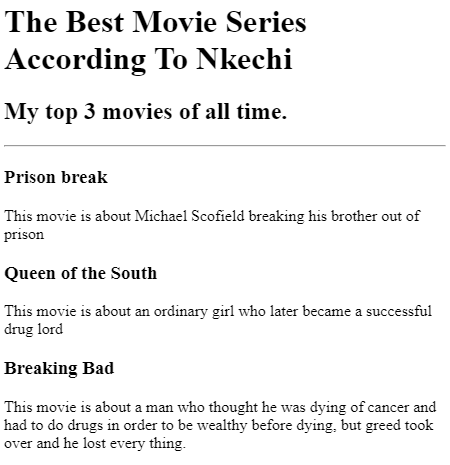 The Best Movie Series
According To Nkechi
My top 3 movies of all time.
Prison break
This movie is about Michael Scofield breaking his brother out of
prison
Queen of the South
This movie is about an ordinary girl who later became a successful
drug lord
Breaking Bad
This movie is about a man who thought he was dying of cancer and
had to do drugs in order to be wealthy before dying, but greed took
over and he lost every thing.